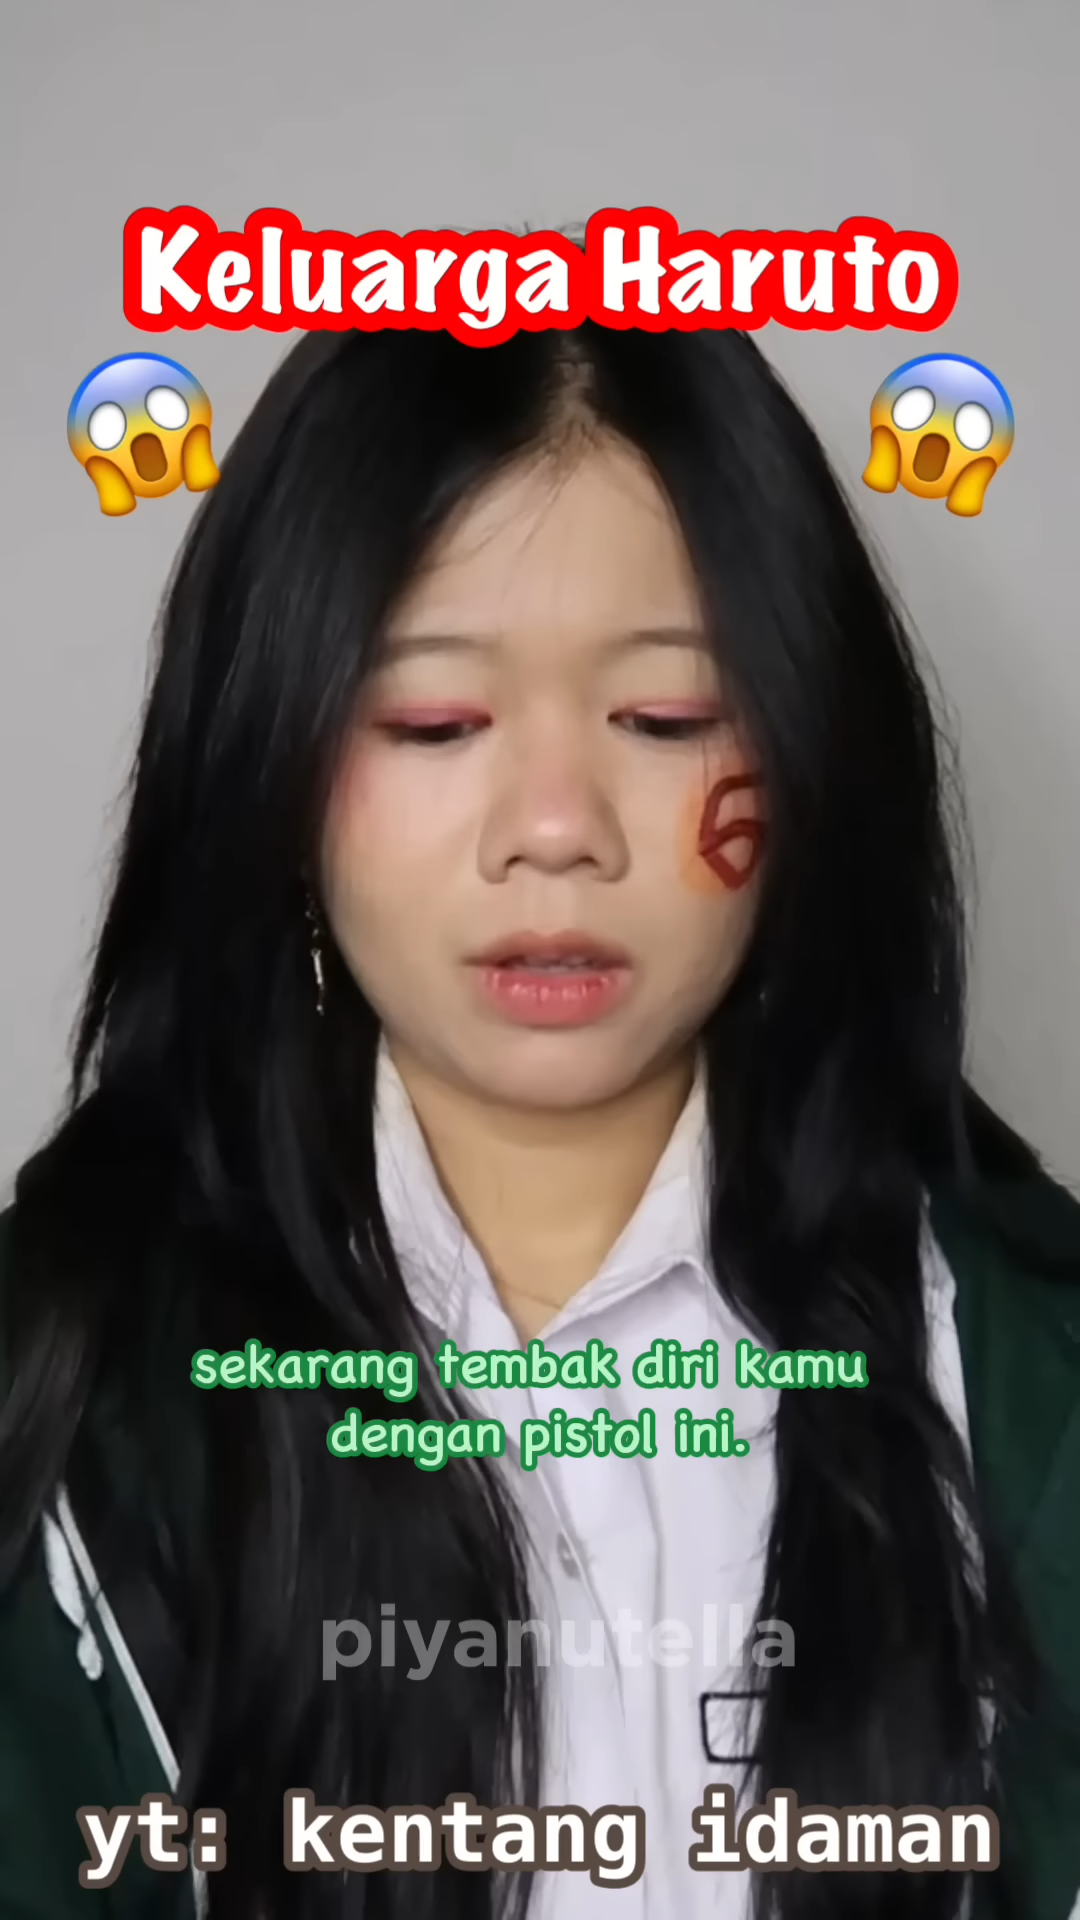 Keluarga Haruto
6
sekarang tembak diri kamu
dengan pistol ini.
piyanutella
yt: kentang idaman